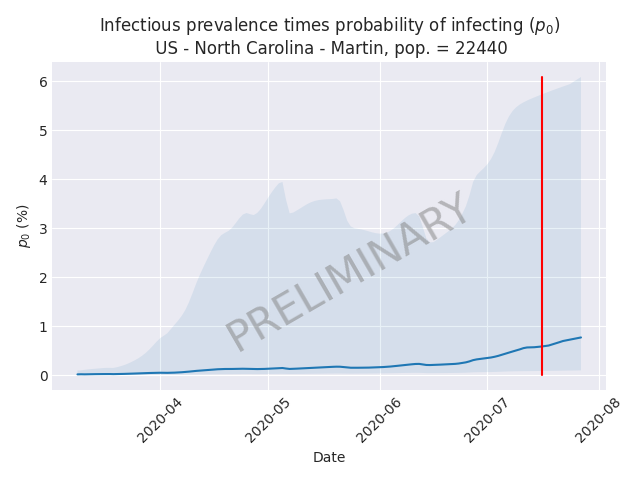 Infectious prevalence times probability of infecting (p₀)
US - North Carolina - Martin, pop. = 22440
6
5
4
3
2
1
0
p₀ (%)
PRELIMINARY
2020-04
2020-05
2020-06
2020-07
2020-08
Date